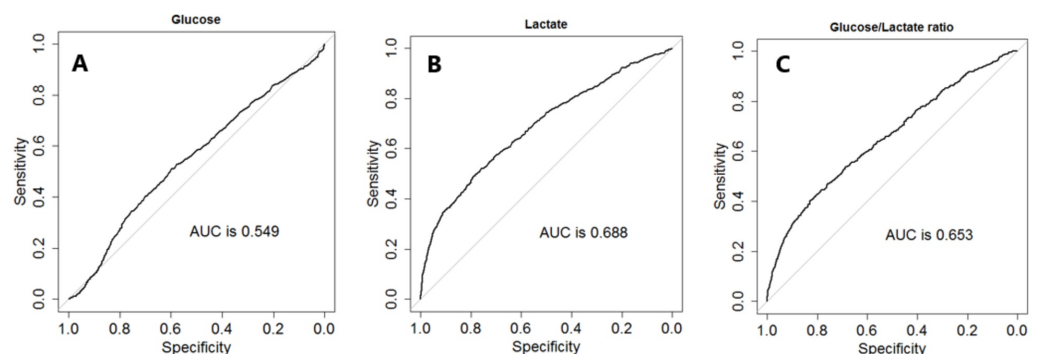 Glucose
A
Sensitivity
1.0
0.8
0.6
0.4
0.2
0.0
AUC is 0.549
1.0 0.8 0.6 0.4 0.2 0.0
Specificity
Lactate
B
Sensitivity
1.0
0.8
0.6
0.4
0.2
0.0
AUC is 0.688
1.0 0.8 0.6 0.4 0.2 0.0
Specificity
Glucose/Lactate ratio
C
Sensitivity
1.0
0.8
0.6
0.4
0.2
0.0
AUC is 0.653
1.0 0.8 0.6 0.4 0.2 0.0
Specificity